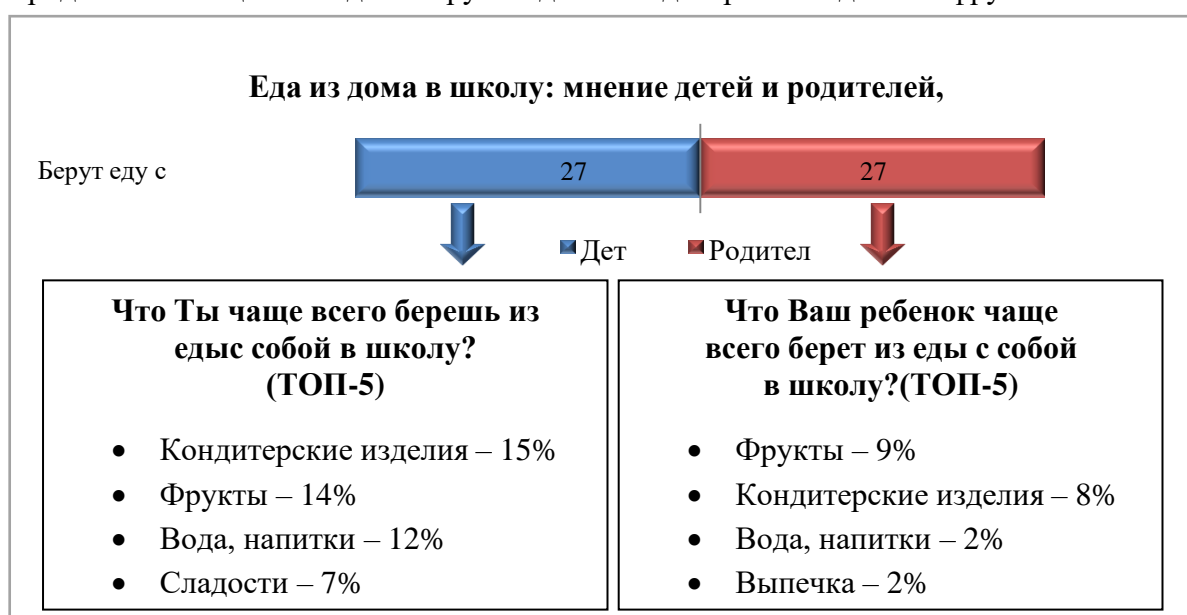 Еда из дома в школу: мнение детей и родителей,
Берут еду с
27
27
Дет
Родител
Что Ты чаще всего берешь из
едыс собой в школу?
(ТОП-5)
• Кондитерские изделия – 15%
• Фрукты – 14%
• Вода, напитки – 12%
• Сладости – 7%
Что Ваш ребенок чаще
всего берет из еды с собой
в школу?(ТОП-5)
• Фрукты – 9%
• Кондитерские изделия – 8%
• Вода, напитки – 2%
• Выпечка – 2%